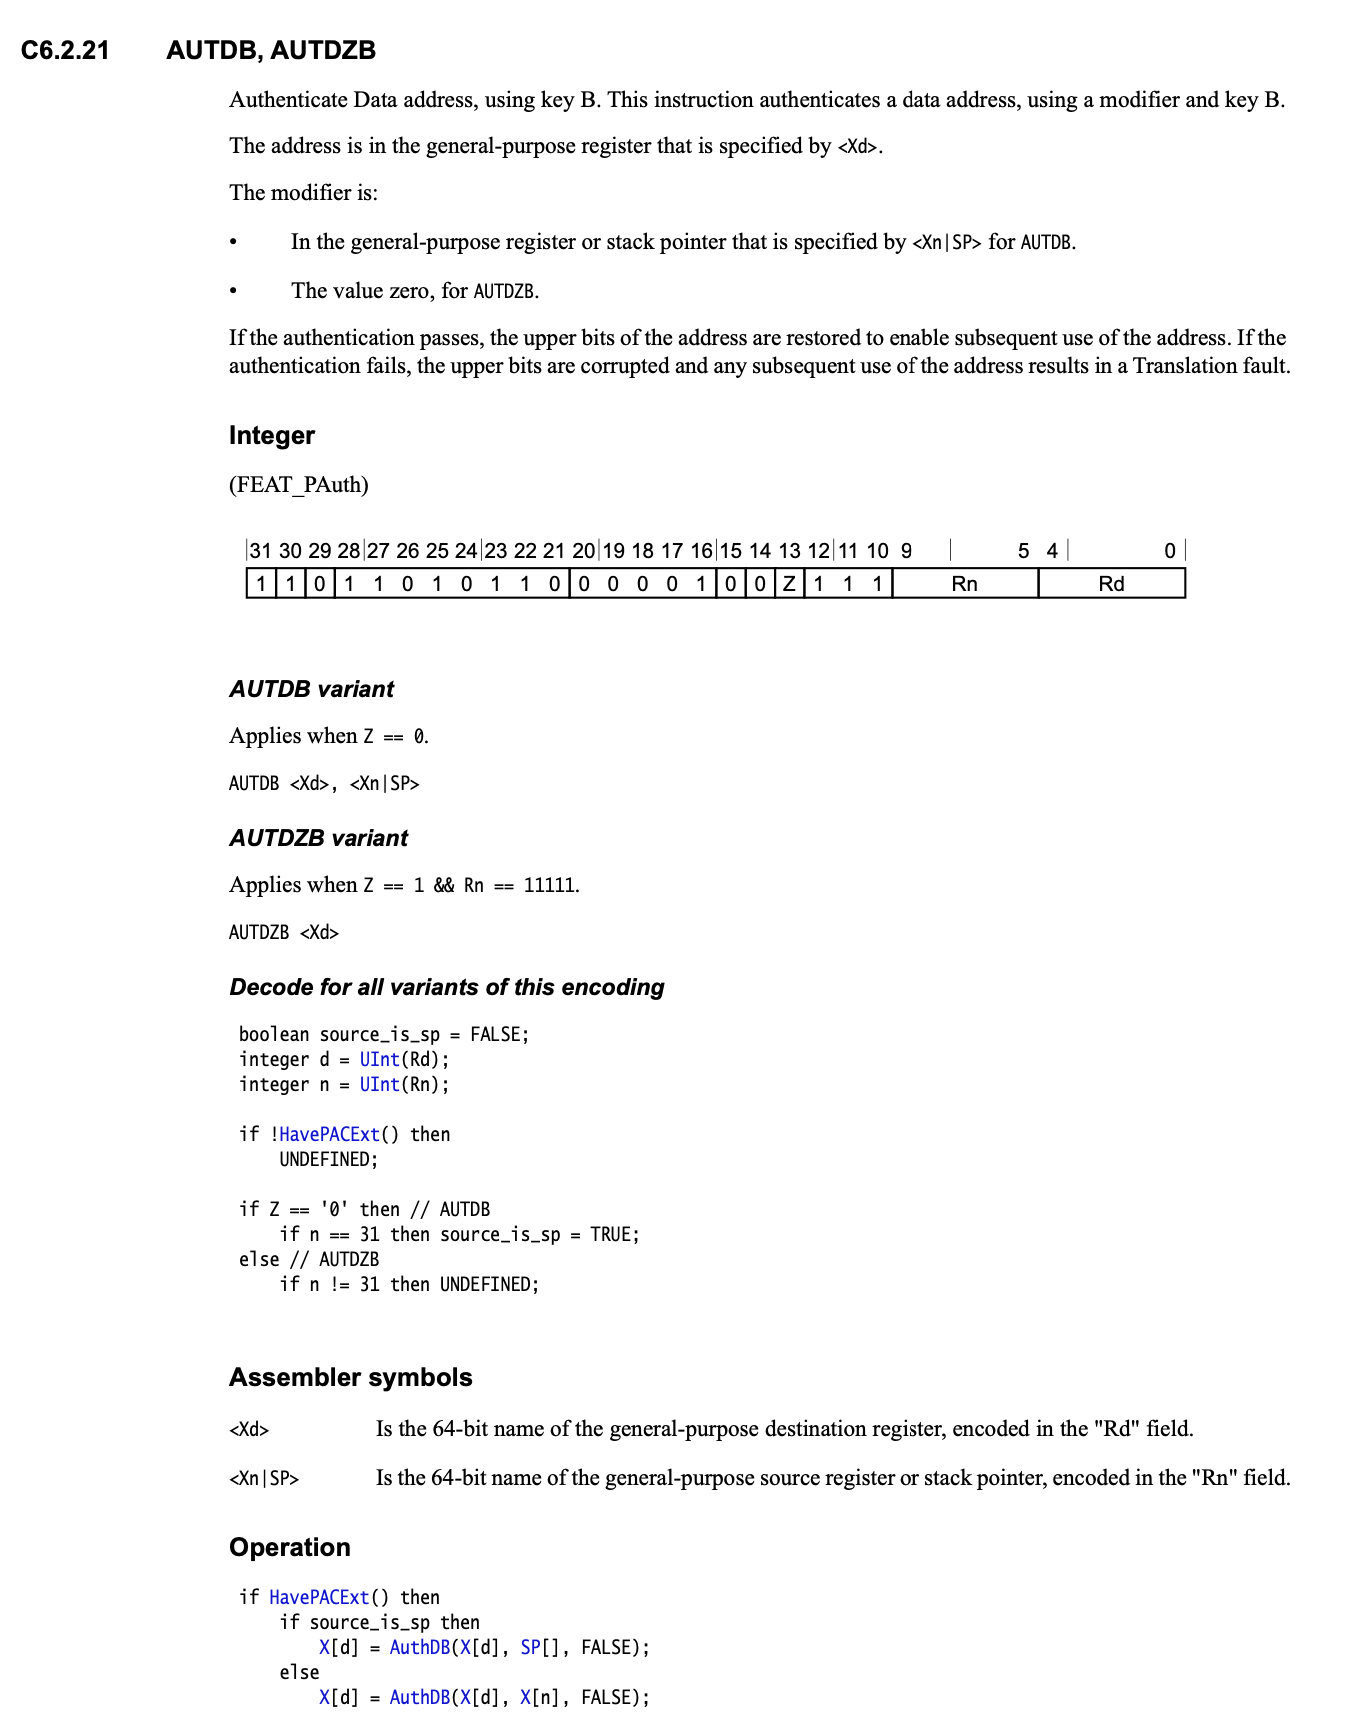 C6.2.21 AUTDB, AUTDZB
Authenticate Data address, using key B. This instruction authenticates a data address, using a modifier and key B.
The address is in the general-purpose register that is specified by <Xd>.
The modifier is:
• In the general-purpose register or stack pointer that is specified by <Xn|SP> for AUTDB.
• The value zero, for AUTDZB.
If the authentication passes, the upper bits of the address are restored to enable subsequent use of the address. If the
authentication fails, the upper bits are corrupted and any subsequent use of the address results in a Translation fault.
Integer
(FEAT_PAuth)
|31 30 29 28|27 26 25 24|23 22 21 20|19 18 17 16|15 14 13 12|11 10 9 | 5 4 | 0|
1 1 0 1 1 0 1 0 1 1 0 0 0 0 0 1 0 0 Z 1 1 1 Rn Rd
AUTDB variant
Applies when Z == 0.
AUTDB <Xd>, <Xn|SP>
AUTDZB variant
Applies when Z == 1 && Rn == 11111.
AUTDZB <Xd>
Decode for all variants of this encoding
boolean source_is_sp = FALSE;
integer d = UInt(Rd);
integer n = UInt(Rn);
if !HavePACExt() then
UNDEFINED;
if Z == '0' then // AUTDB
if n == 31 then source_is_sp = TRUE;
else // AUTDZB
if n != 31 then UNDEFINED;
Assembler symbols
<Xd> Is the 64-bit name of the general-purpose destination register, encoded in the "Rd" field.
<Xn|SP> Is the 64-bit name of the general-purpose source register or stack pointer, encoded in the "Rn" field.
Operation
if HavePACExt() then
if source_is_sp then
X[d] = AuthDB(X[d], SP[], FALSE);
else
X[d] = AuthDB(X[d], X[n], FALSE);